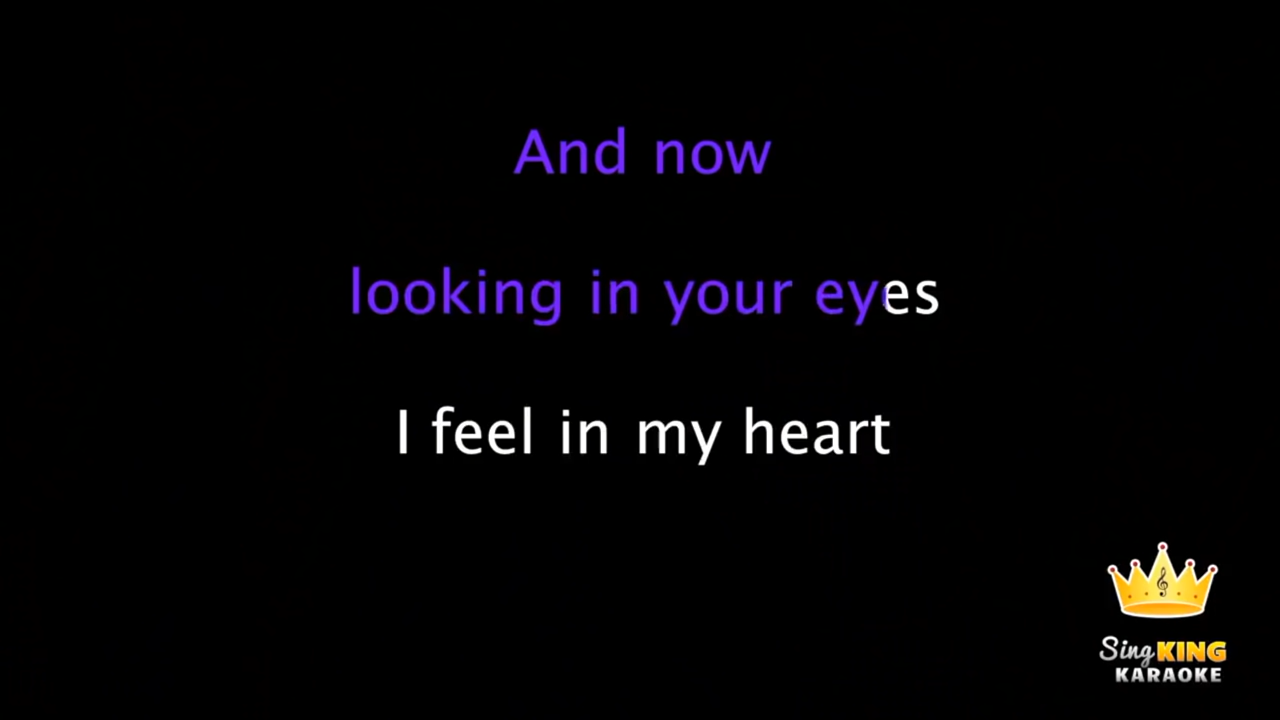 And now
looking in your eyes
I feel in my heart
Sing KING
KARAOKE